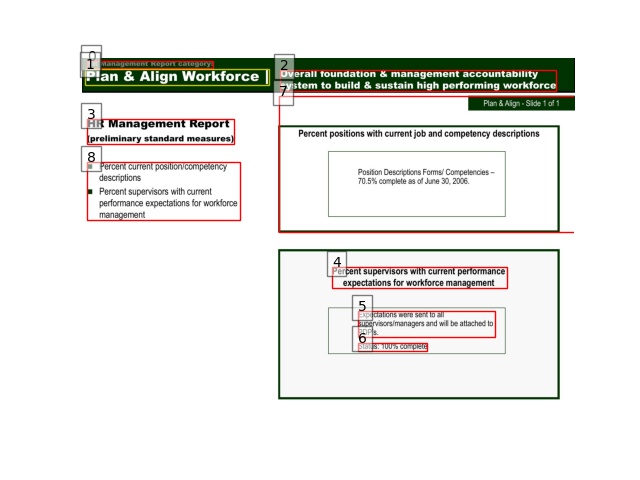 0
Management Report category:
1
Plan & Align Workforce |
2
Overall foundation & management accountability
system to build & sustain high performing workforce
7
Plan & Align - Slide 1 of 1
3
HR Management Report
(preliminary standard measures)
8
Percent current position/competency
descriptions
Percent supervisors with current
performance expectations for workforce
management
Percent positions with current job and competency descriptions
Position Descriptions Forms/ Competencies –
70.5% complete as of June 30, 2006.
4
Percent supervisors with current performance
expectations for workforce management
5
Expectations were sent to all
supervisors/managers and will be attached to
6
Status: 100% complete